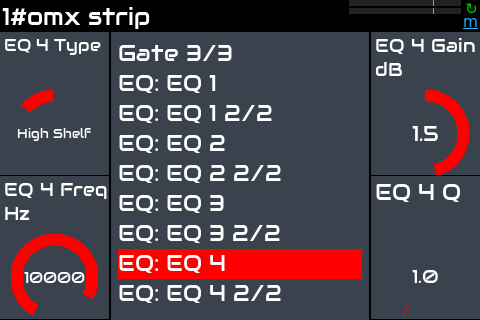 1#omx strip
m
EQ 4 Type
High Shelf
EQ 4 Freq
Hz
10000
Gate 3/3
EQ: EQ 1
EQ: EQ 1 2/2
EQ: EQ 2
EQ: EQ 2 2/2
EQ: EQ 3
EQ: EQ 3 2/2
EQ: EQ 4
EQ: EQ 4 2/2
EQ 4 Gain
dB
1.5
EQ 4 Q
1.0